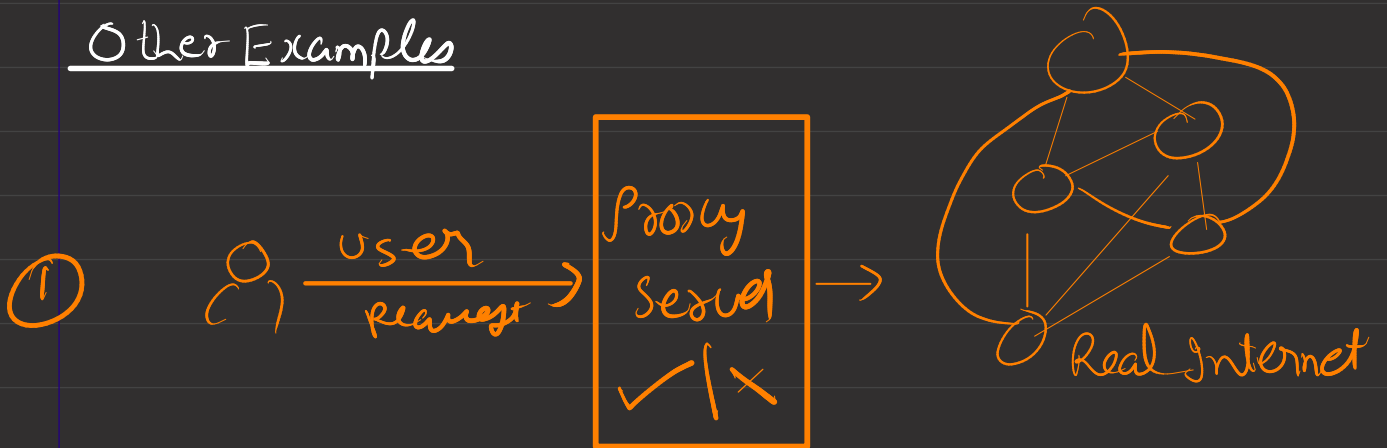 Other Examples
1
user
request
Proxy
Server
✓ | ×
Real Internet